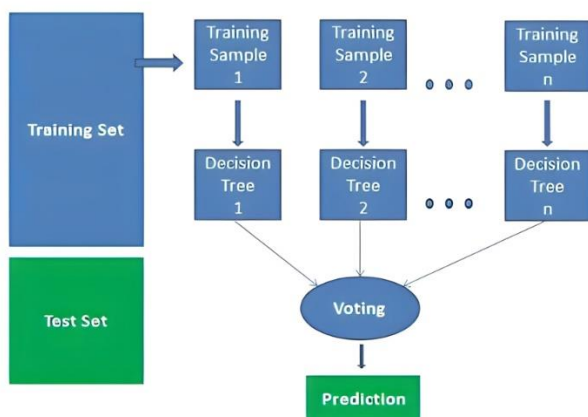 Training Set
Training
Sample
1
Training
Sample
2
Training
Sample
n
Decision
Tree
1
Decision
Tree
2
Decision
Tree
n
Test Set
Voting
Prediction